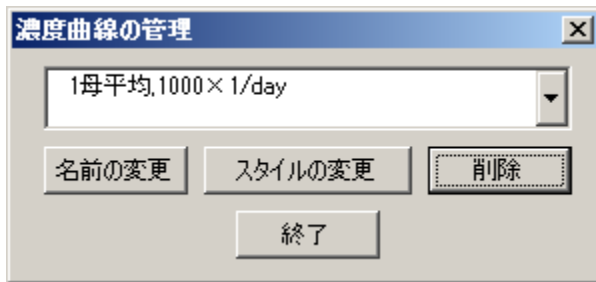 濃度曲線の管理
1母平均,1000×1/day
名前の変更 スタイルの変更 削除
終了